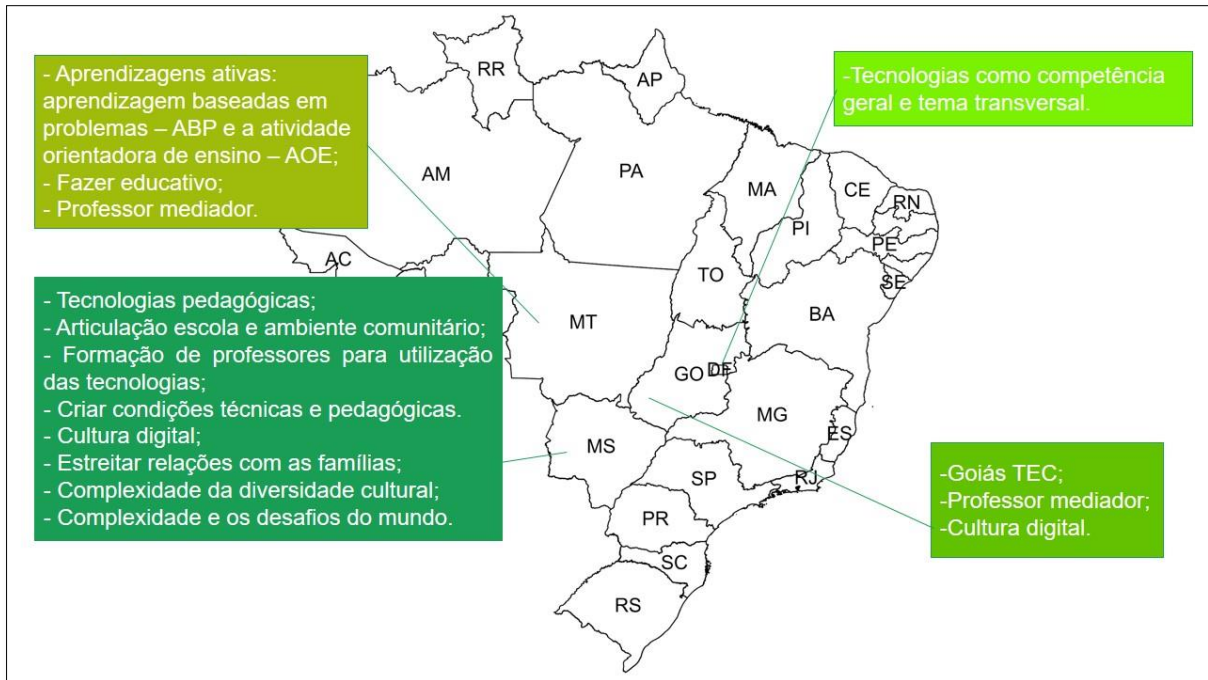 - Aprendizagens ativas:
aprendizagem baseadas em
problemas – ABP e a atividade
orientadora de ensino – AOE;
- Fazer educativo;
- Professor mediador.
-Tecnologias como competência
geral e tema transversal.
- Tecnologias pedagógicas;
- Articulação escola e ambiente comunitário;
- Formação de professores para utilização
das tecnologias;
- Criar condições técnicas e pedagógicas.
- Cultura digital;
- Estreitar relações com as famílias;
- Complexidade da diversidade cultural;
- Complexidade e os desafios do mundo.
-Goiás TEC;
-Professor mediador;
-Cultura digital.
RR
AP
AM
PA
MA
CE
RN
PI
PE
AC
TO
SE
BA
MT
GO
DF
MG
ES
MS
SP
RJ
PR
SC
RS